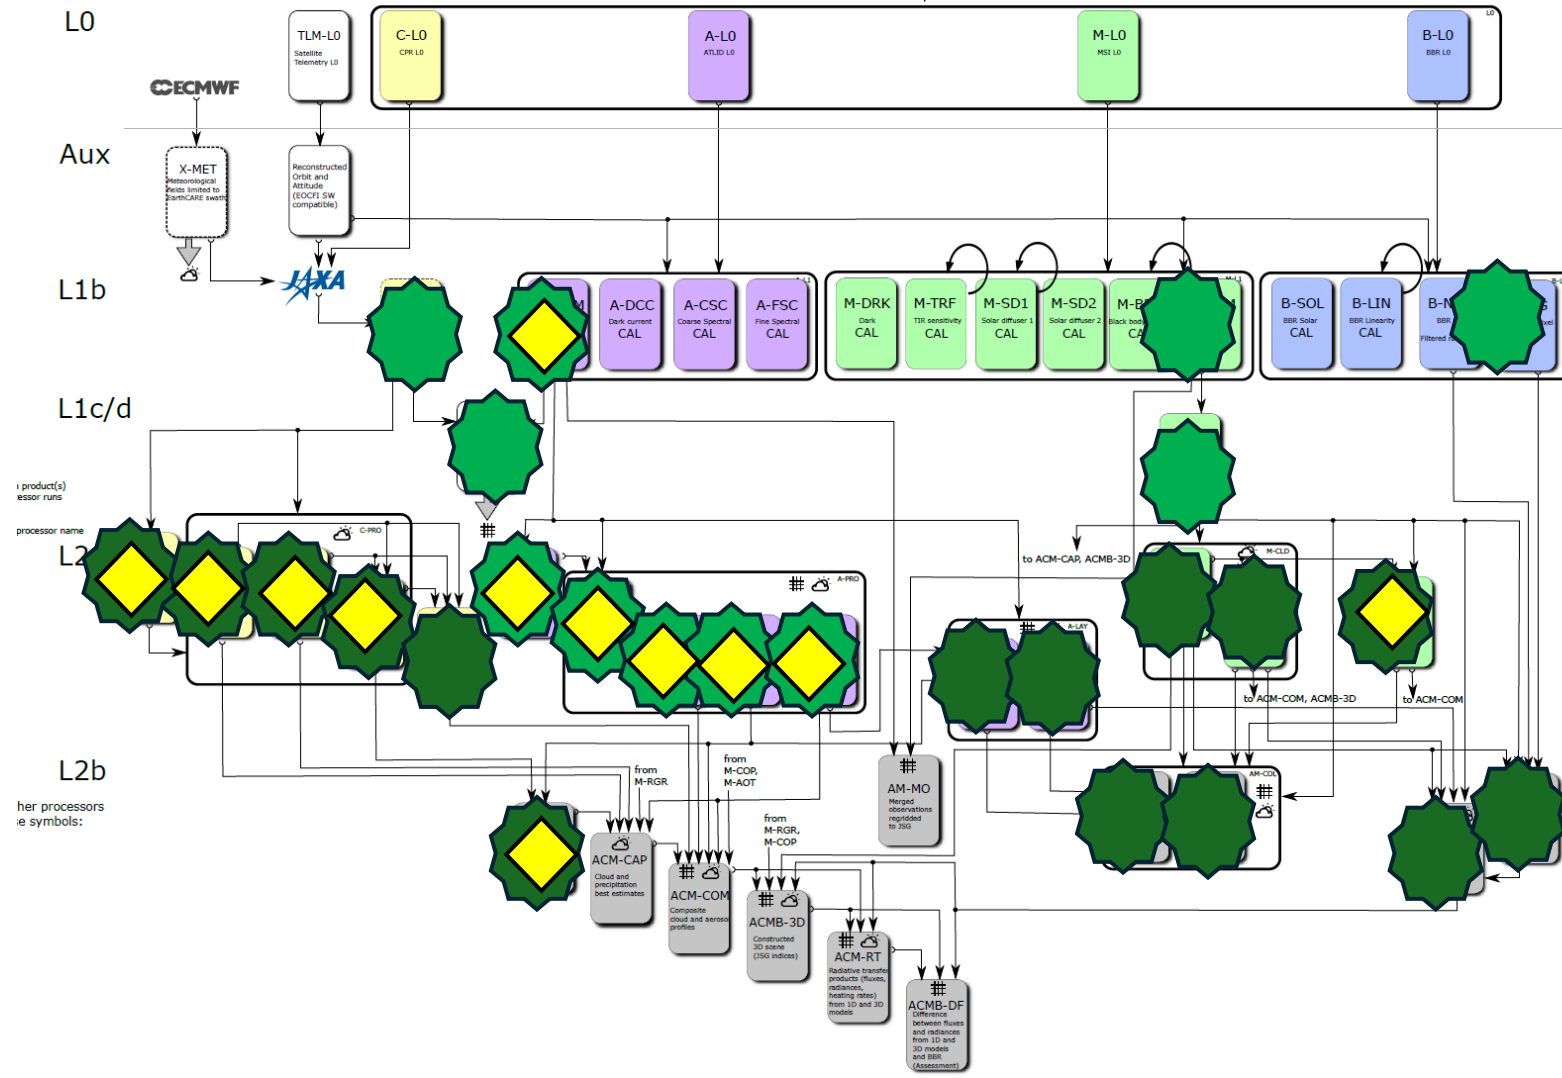 L0
TLM-L0
Satellite
Telemetry L0
C-L0
CPR L0
A-L0
ATLID L0
M-L0
MSI L0
B-L0
BBR L0
L0
ECMWF
Aux
X-MET
Meteorological
fields limited to
EarthCARE swath
Reconstructed
Orbit and
Attitude
(EOCFI SW
compatible)
L1b
JAXA
A-DCC
Dark current
CAL
A-CSC
Coarse Spectral
CAL
A-FSC
Fine Spectral
CAL
M-DRK
Dark
CAL
M-TRF
TIR sensitivity
CAL
M-SD1
Solar diffuser 1
CAL
M-SD2
Solar diffuser 2
CAL
Black body
CAL
B-SOL
BBR Solar
CAL
B-LIN
BBR Linearity
CAL
BBR
L1c/d
product(s)
processor name
C-PRO
A-PRO
to ACM-CAP, ACMB-3D
M-CLD
A-LAY
to ACM-COM, ACMB-3D
to ACM-COM
L2b
from
M-RGR
from
M-COP,
M-AOT
from
M-RGR,
M-COP
AM-MO
Merged
observations
regridded
to JSG
AM-COL
her processors
se symbols:
ACM-CAP
Cloud and
precipitation
best estimates
ACM-COM
Composite
cloud and aerosol
profiles
ACMB-3D
Constructed
3D scene
(JSG indices)
ACM-RT
Radiative transfer
products (fluxes,
radiances,
heating rates)
from 1D and 3D
models
ACMB-DF
Difference
between fluxes
and radiances
from 1D and
3D models
and BBR
(Assessment)